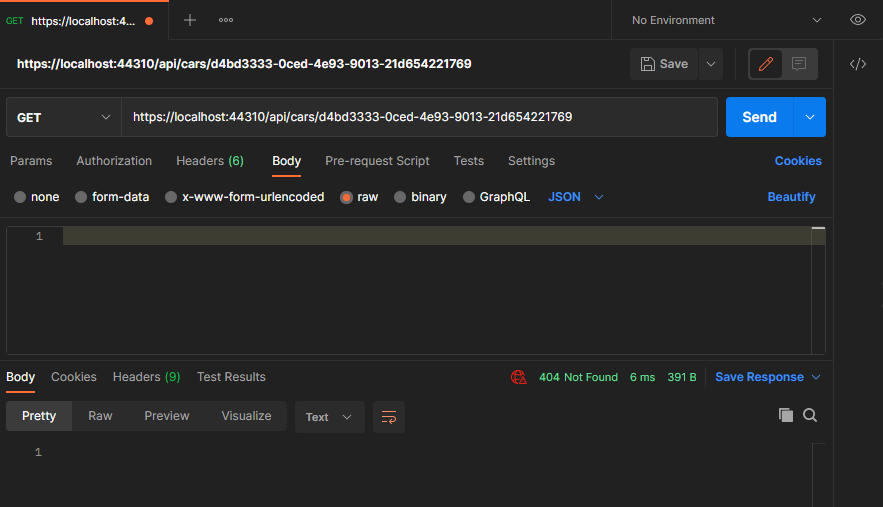 GET https://localhost:4...
No Environment
https://localhost:44310/api/cars/d4bd3333-0ced-4e93-9013-21d654221769
Save
GET https://localhost:44310/api/cars/d4bd3333-0ced-4e93-9013-21d654221769 Send
Params Authorization Headers (6) Body Pre-request Script Tests Settings Cookies
none form-data x-www-form-urlencoded raw binary GraphQL JSON Beautify
1
Body Cookies Headers (9) Test Results 404 Not Found 6 ms 391 B Save Response
Pretty Raw Preview Visualize Text
1